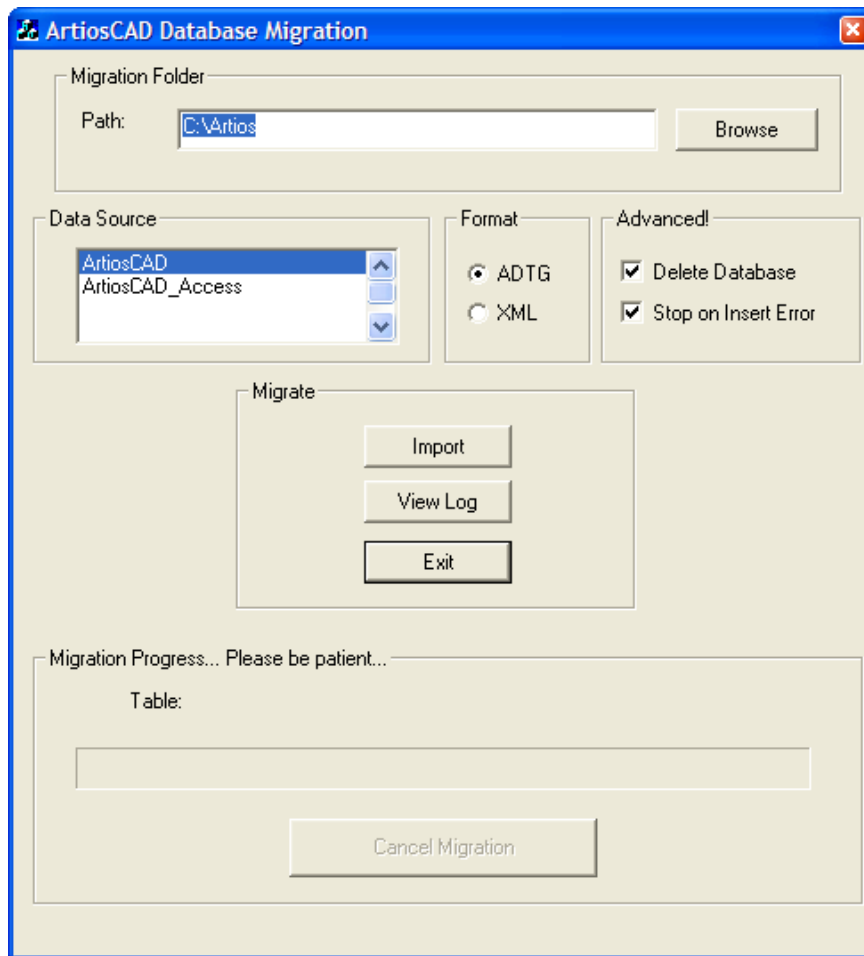 ArtiosCAD Database Migration
Migration Folder
Path:
C:\Artios
Browse
Data Source
ArtiosCAD
ArtiosCAD_Access
Format
ADTG
XML
Advanced!
Delete Database
Stop on Insert Error
Migrate
Import
View Log
Exit
Migration Progress... Please be patient...
Table:
Cancel Migration